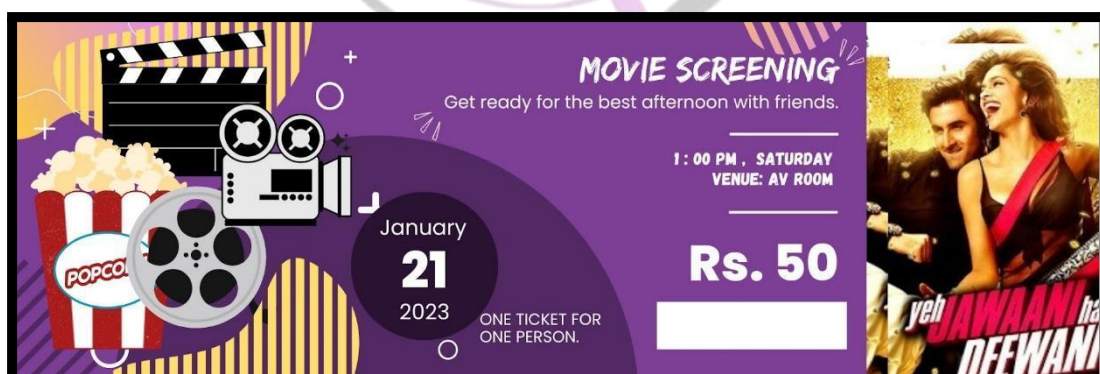 MOVIE SCREENING
Get ready for the best afternoon with friends.
1:00 PM, SATURDAY
VENUE: AV ROOM
January
21
2023
ONE TICKET FOR
ONE PERSON.
Rs. 50
POPCO
yeh JAWAANI ha
DEEWANI